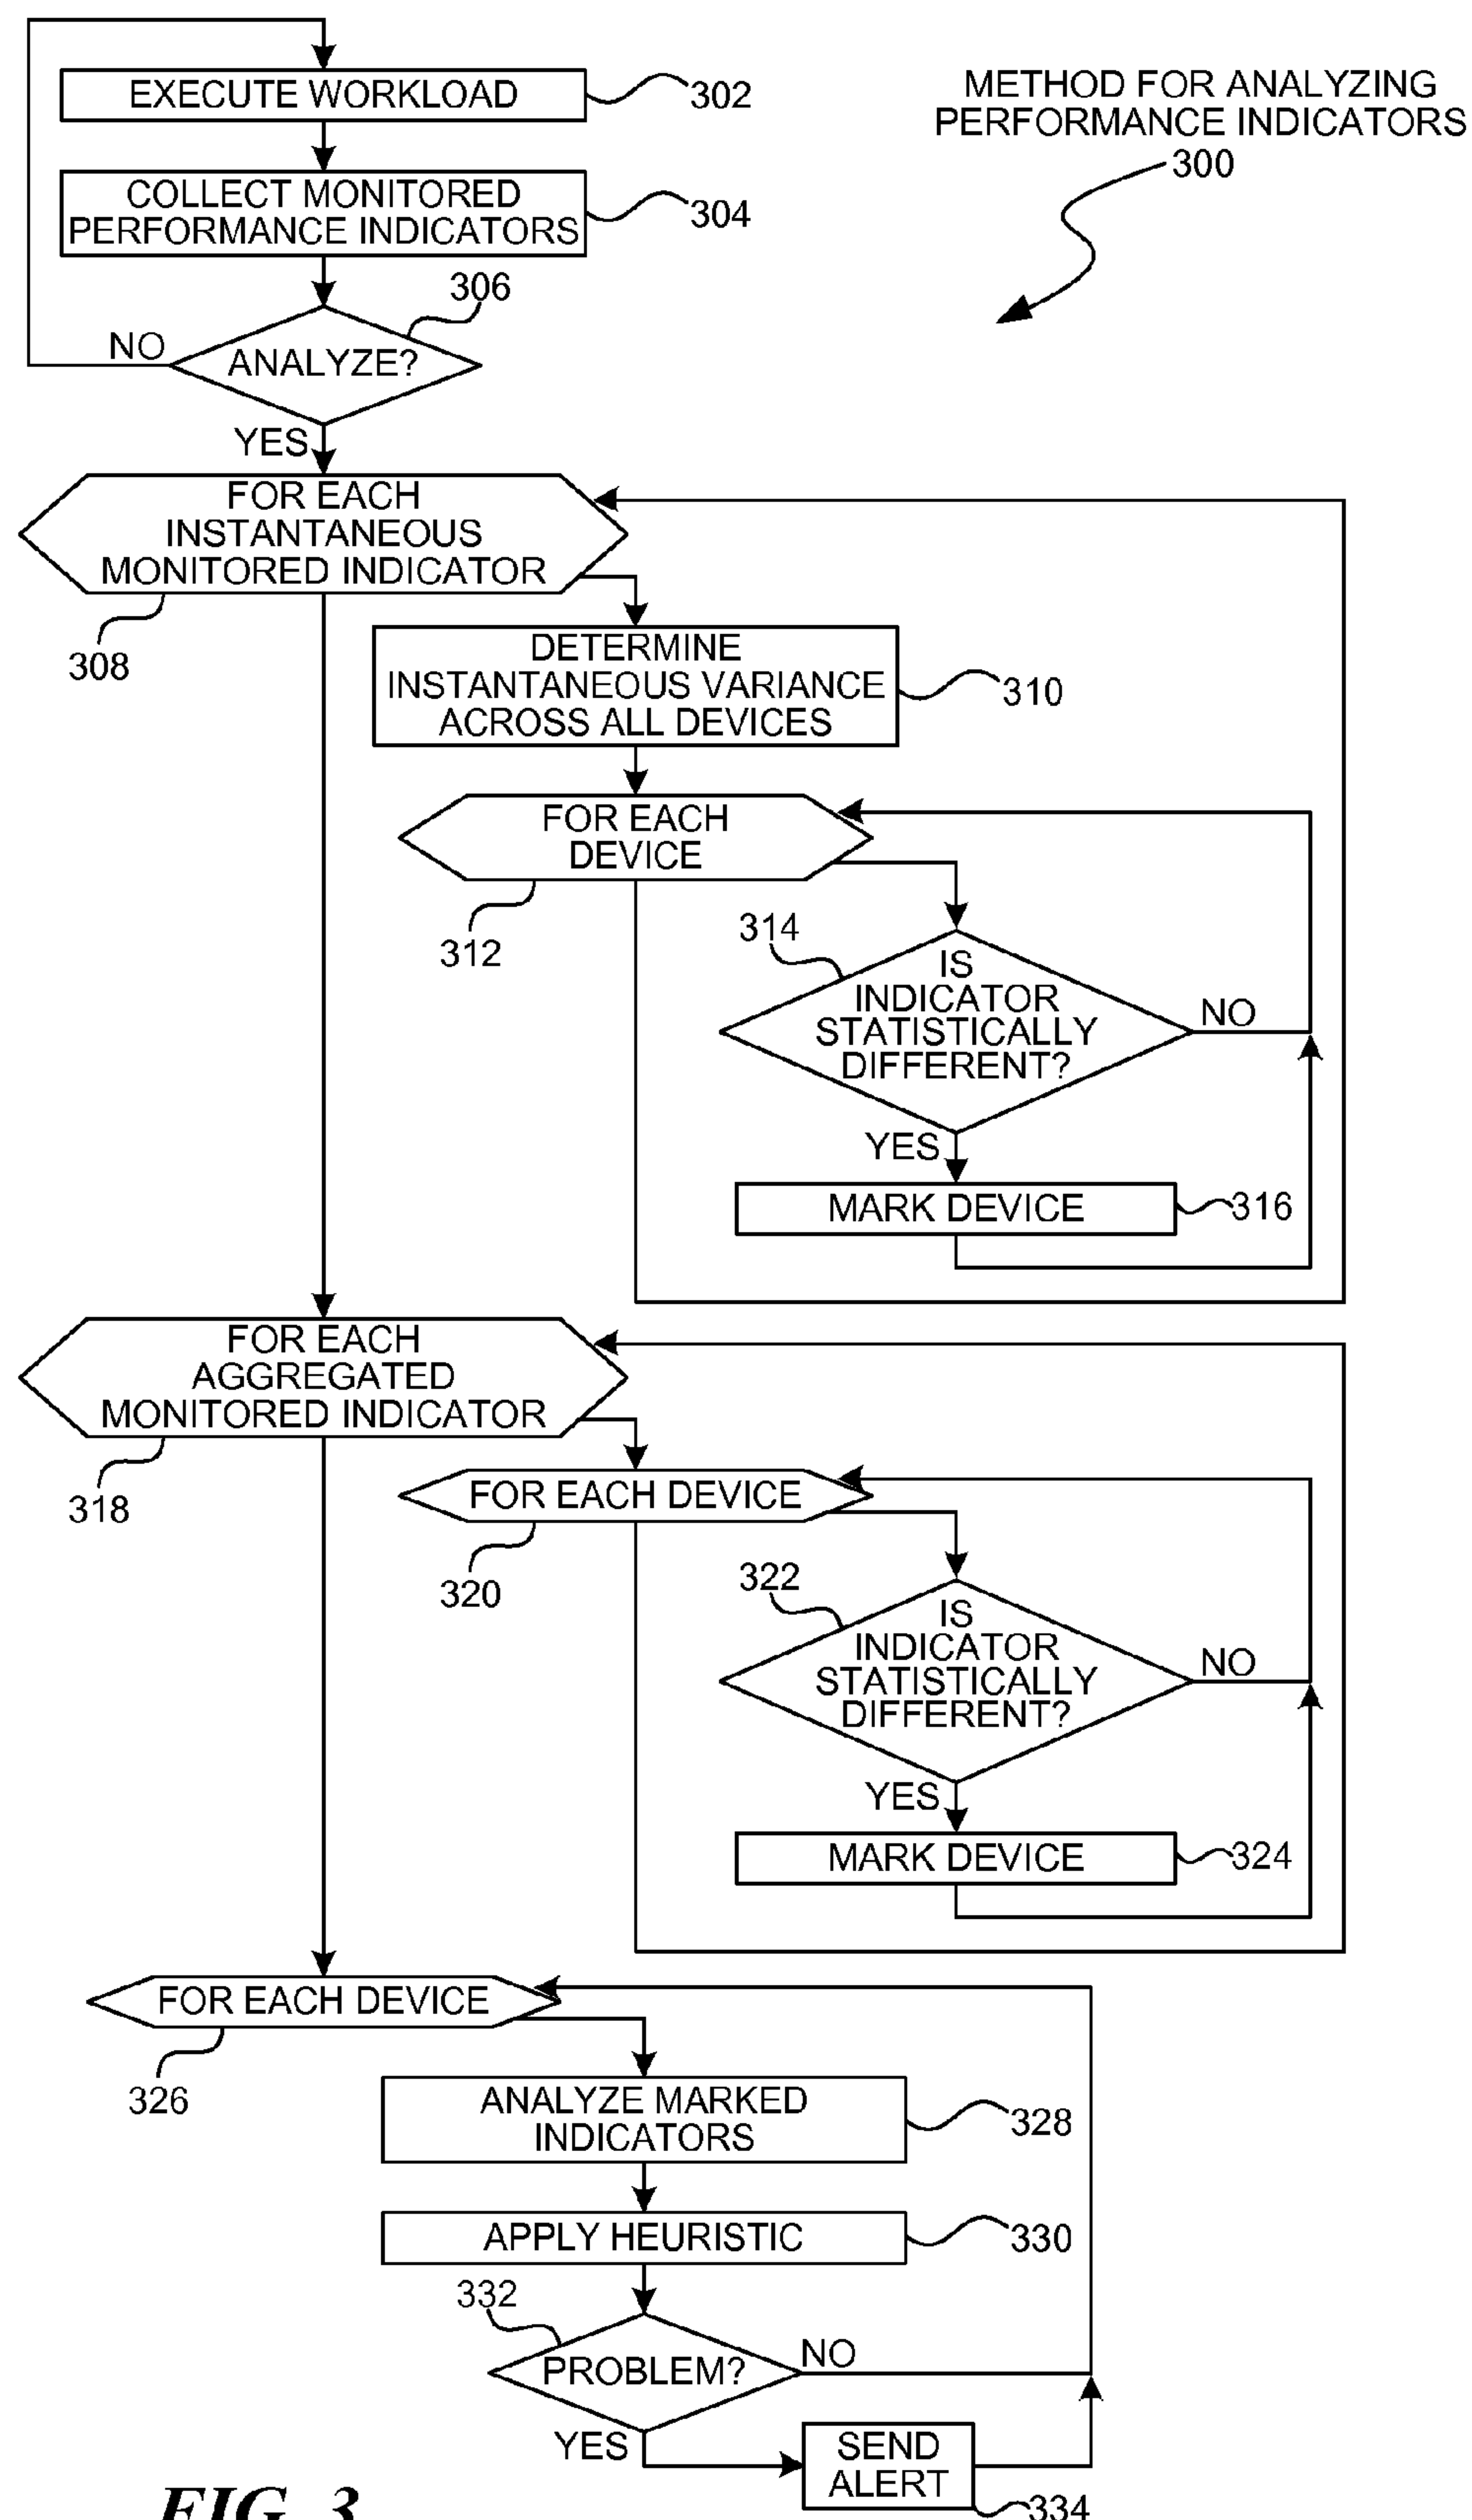 EXECUTE WORKLOAD
302
METHOD FOR ANALYZING
PERFORMANCE INDICATORS
300
COLLECT MONITORED
PERFORMANCE INDICATORS
304
306
NO
ANALYZE?
YES
FOR EACH
INSTANTANEOUS
MONITORED INDICATOR
308
DETERMINE
INSTANTANEOUS VARIANCE
ACROSS ALL DEVICES
310
FOR EACH
DEVICE
312
314
IS
INDICATOR
STATISTICALLY
DIFFERENT?
NO
YES
MARK DEVICE
316
FOR EACH
AGGREGATED
MONITORED INDICATOR
318
FOR EACH DEVICE
320
322
IS
INDICATOR
STATISTICALLY
DIFFERENT?
NO
YES
MARK DEVICE
324
FOR EACH DEVICE
326
ANALYZE MARKED
INDICATORS
328
APPLY HEURISTIC
330
332
PROBLEM?
NO
YES
SEND
ALERT
334
FIG. 3